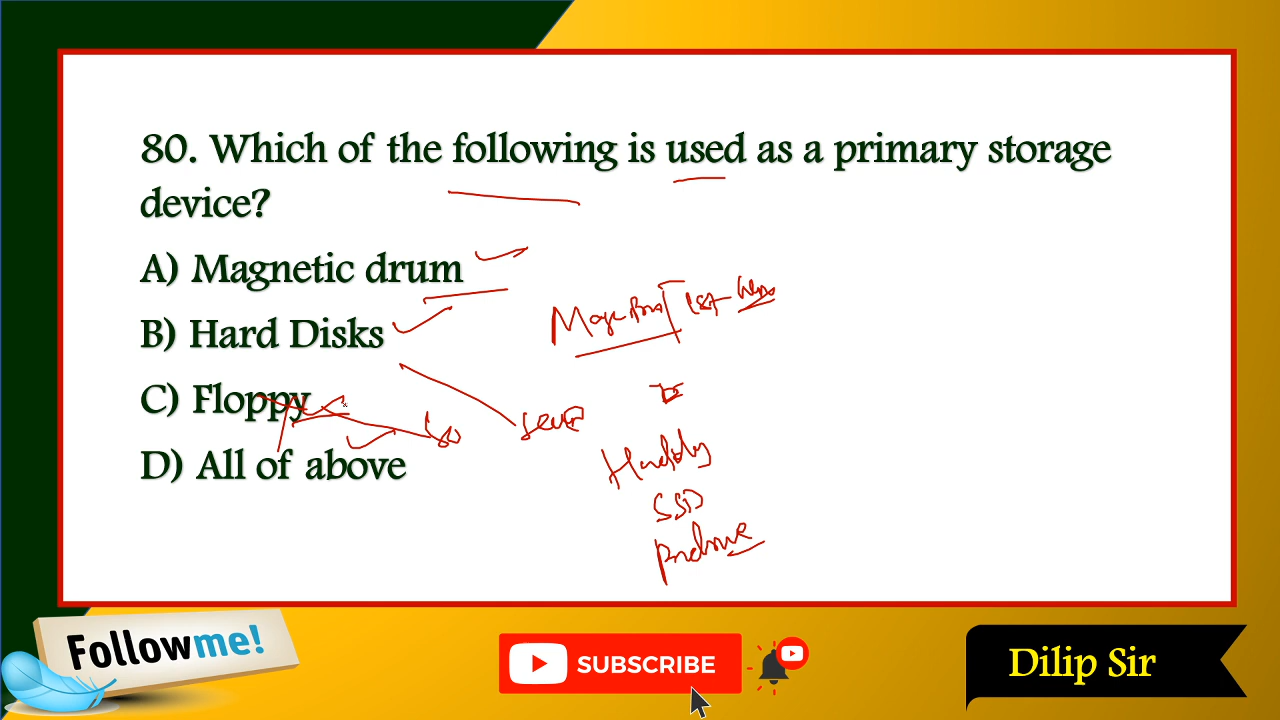 80. Which of the following is used as a primary storage
device?
A) Magnetic drum
B) Hard Disks
C) Floppy
D) All of above
1st
SSD
Followme!
SUBSCRIBE
Dilip Sir